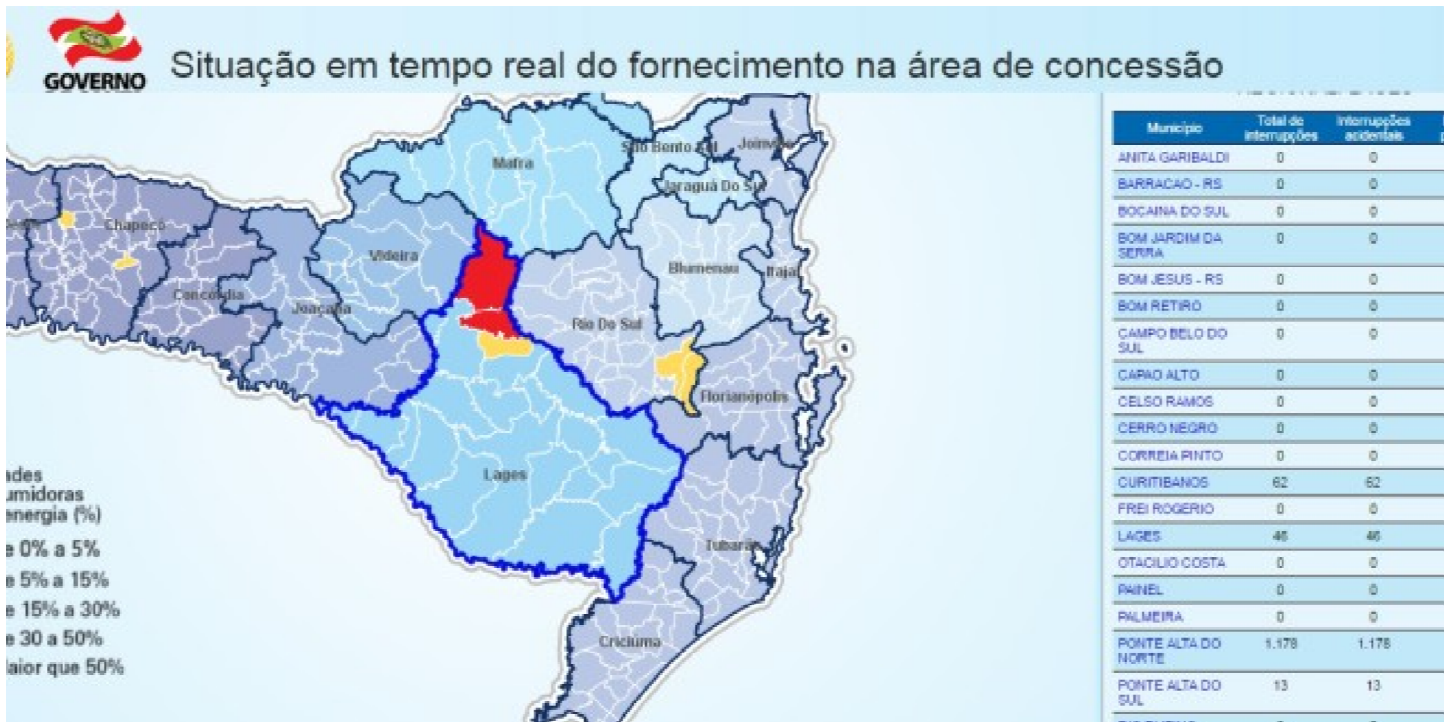 GOVERNO
Situação em tempo real do fornecimento na área de concessão
Mafra
São Bento Sul
Joinville
Jaraguá Do Sul
Chapecó
Videira
Blumenau
Itajaí
Concórdia
Joaçaba
Rio Do Sul
Florianópolis
Lages
Tubarão
Criciúma
ades
umidoras
energia (%)
e 0% a 5%
e 5% a 15%
e 15% a 30%
e 30 a 50%
aior que 50%
Município Total de interrupções Interrupções acidentais
ANITA GARIBALDI 0 0
BARRACAO - RS 0 0
BOCAINA DO SUL 0 0
BOM JARDIM DA 0 0
SERRA
BOM JESUS - RS 0 0
BOM RETIRO 0 0
CAMPO BELO DO 0 0
SUL
CAPAO ALTO 0 0
CELSO RAMOS 0 0
CERRO NEGRO 0 0
CORREIA PINTO 0 0
CURITIBANOS 62 62
FREI ROGERIO 0 0
LAGES 46 46
OTACILIO COSTA 0 0
PAINEL 0 0
PALMEIRA 0 0
PONTE ALTA DO 1.178 1.178
NORTE
PONTE ALTA DO 13 13
SUL